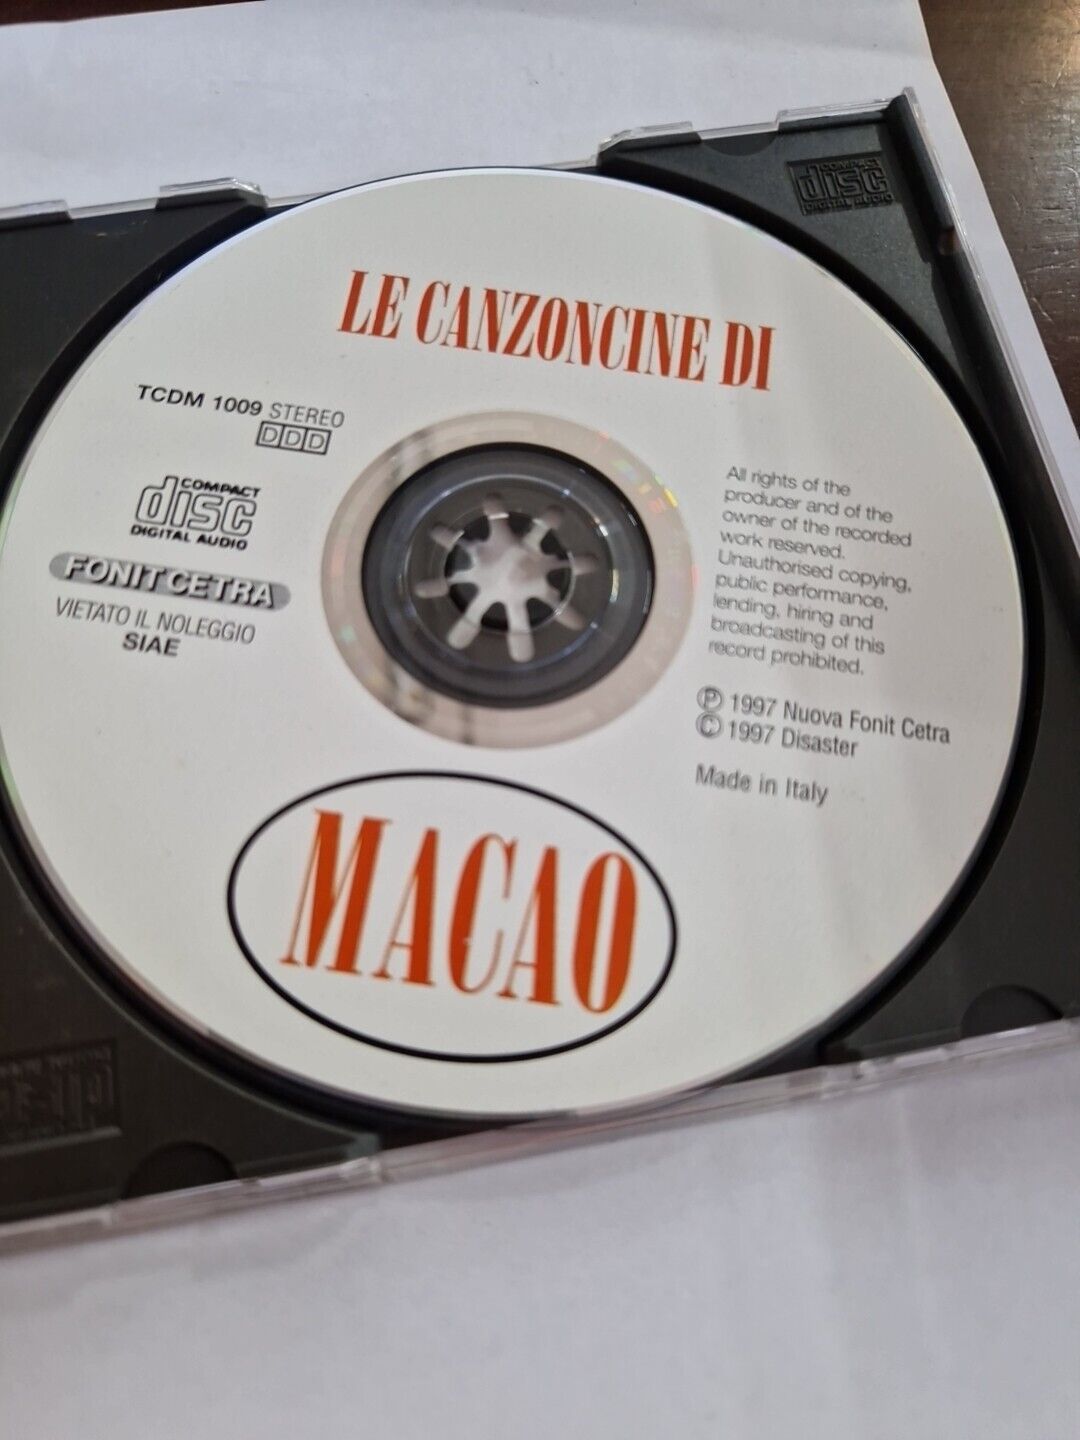 COMPACT
disc
DIGITAL AUDIO
LE CANZONCINE DI
TCDM 1009 STEREO
DDD
COMPACT
disc
DIGITAL AUDIO
FONIT CETRA
VIETATO IL NOLEGGIO
SIAE
All rights of the
producer and of the
owner of the recorded
work reserved.
Unauthorised copying,
public performance,
lending, hiring and
broadcasting of this
record prohibited.
℗ 1997 Nuova Fonit Cetra
© 1997 Disaster
Made in Italy
MACAO